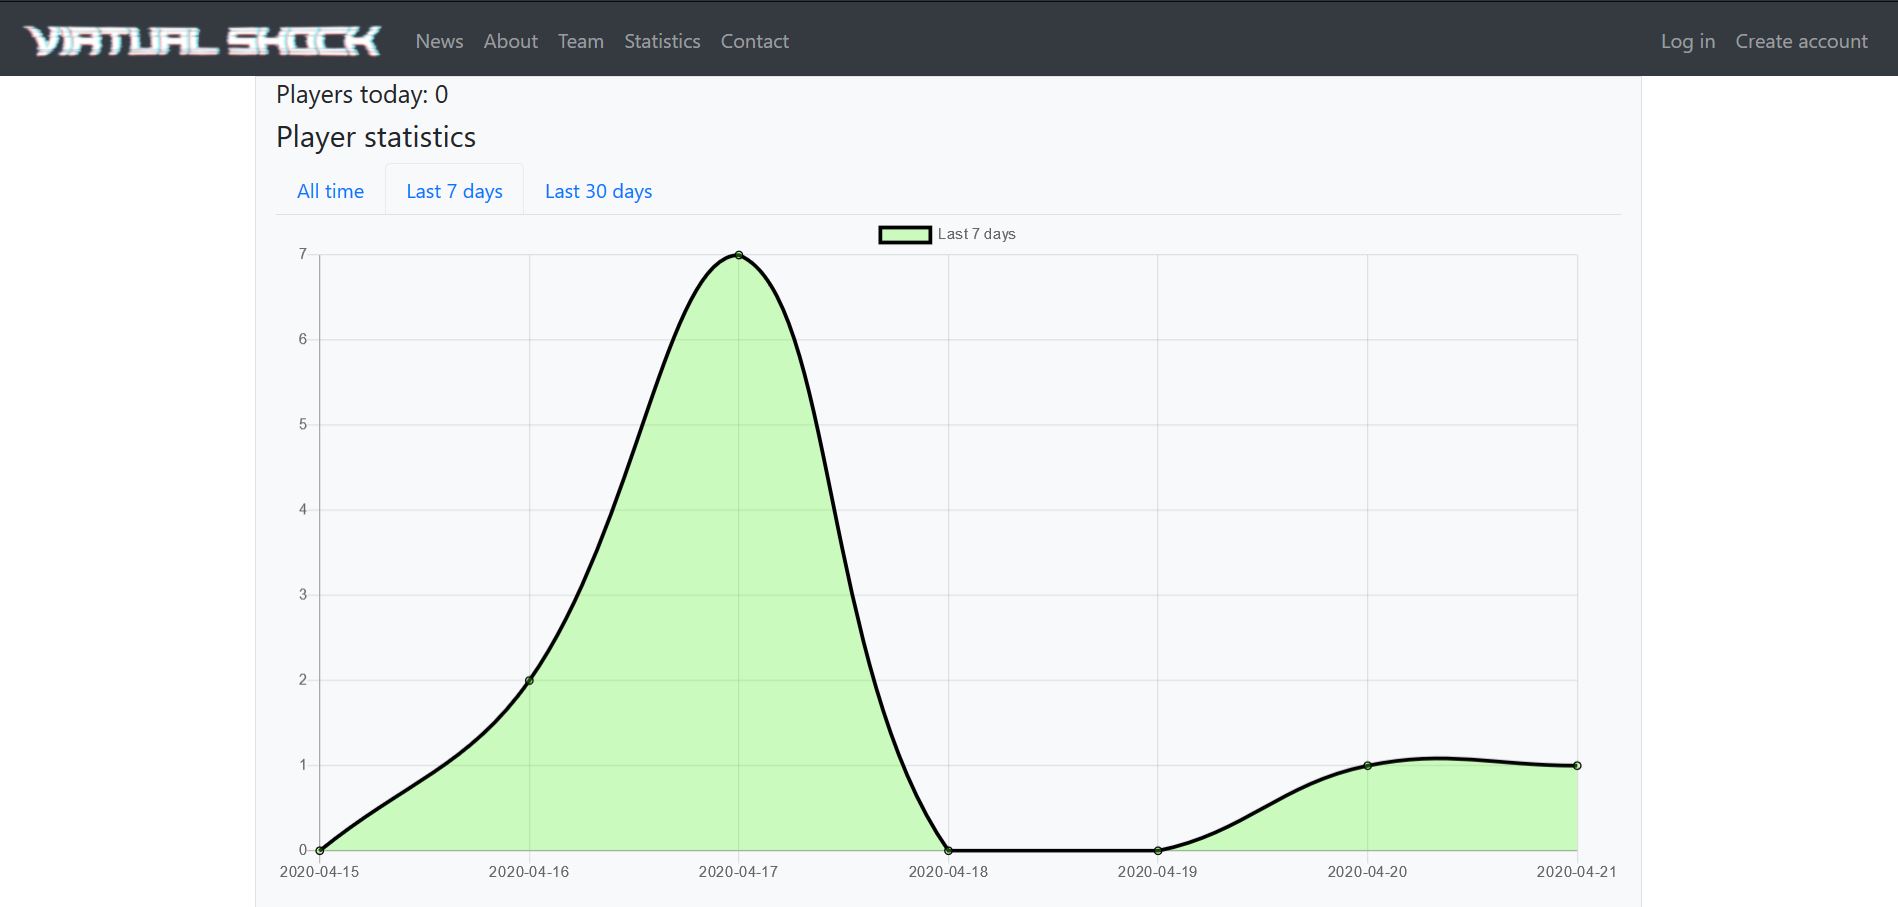 VIRTUAL SHOCK News About Team Statistics Contact Log in Create account
Players today: 0
Player statistics
All time Last 7 days Last 30 days
Last 7 days
7
6
5
4
3
2
1
0
2020-04-15 2020-04-16 2020-04-17 2020-04-18 2020-04-19 2020-04-20 2020-04-21